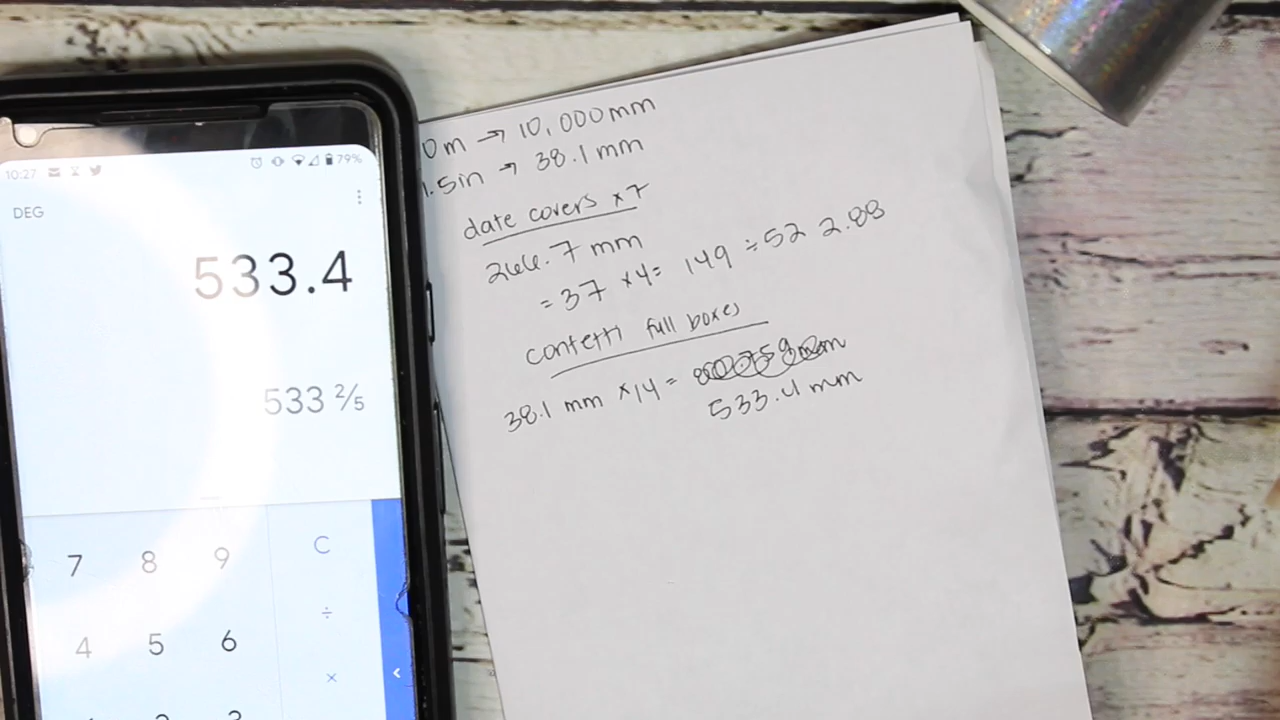 10:27 79%
DEG
533.4
533 ⅖
7 8 9 C
÷
4 5 6
×
0m → 10,000mm
1.5in → 38.1 mm
date covers x7
266.7 mm
= 37 x4= 149 ÷52 2.88
confetti full boxes
38.1 mm x14 =
533.4 mm